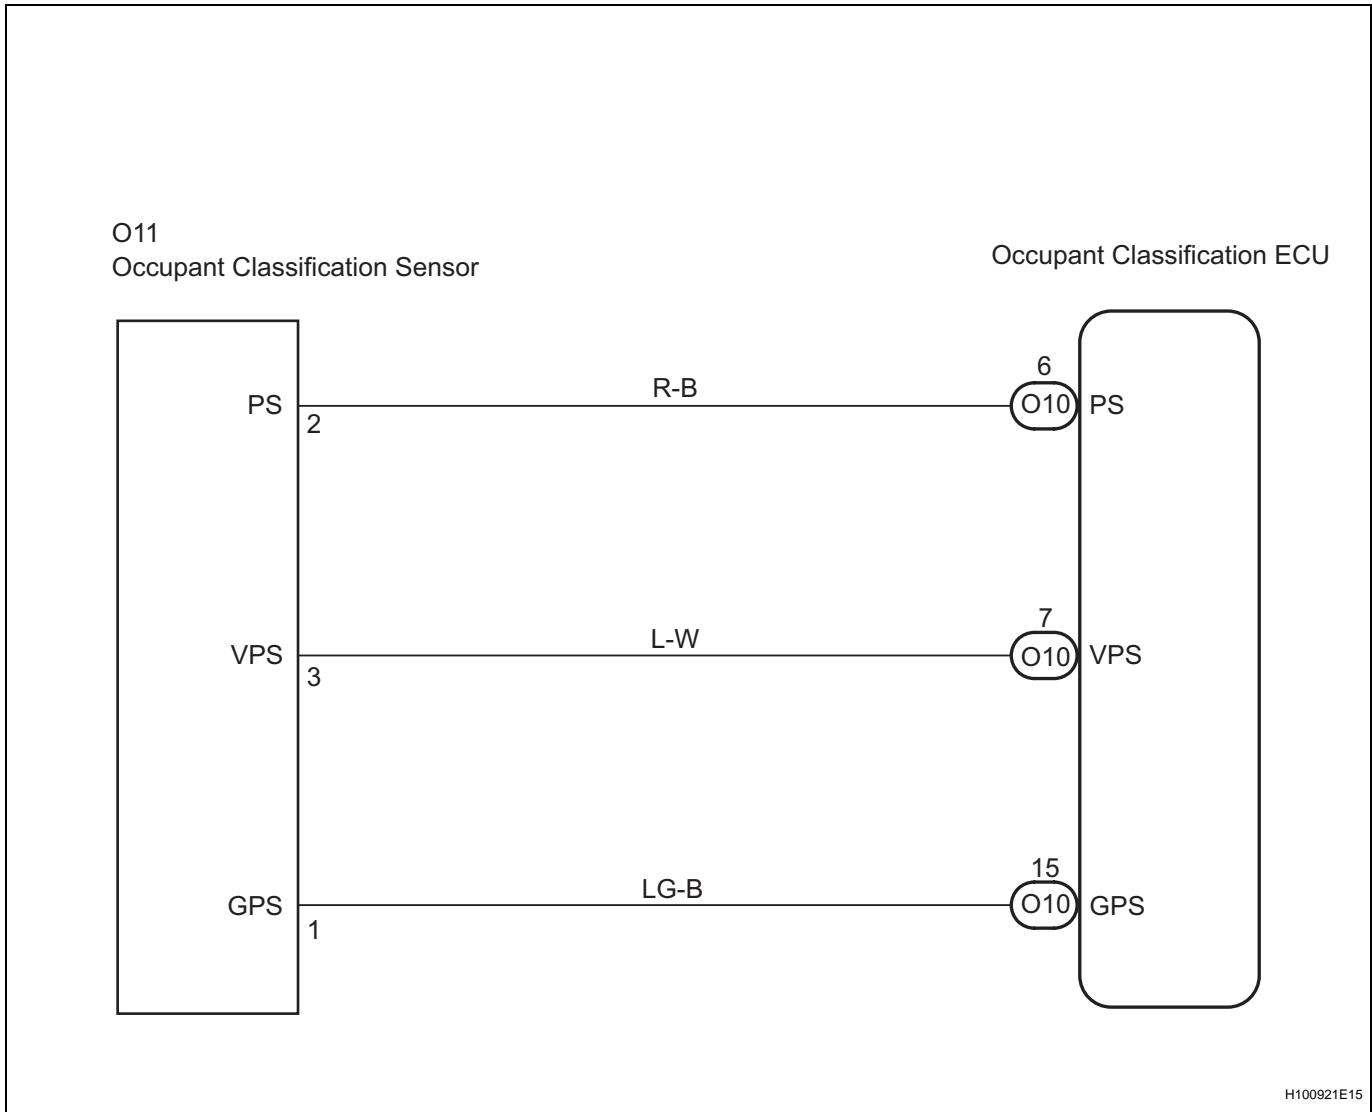 O11
Occupant Classification Sensor
Occupant Classification ECU
6
PS
2
R-B
O10
PS
7
VPS
3
L-W
O10
VPS
15
GPS
1
LG-B
O10
GPS
H100921E15